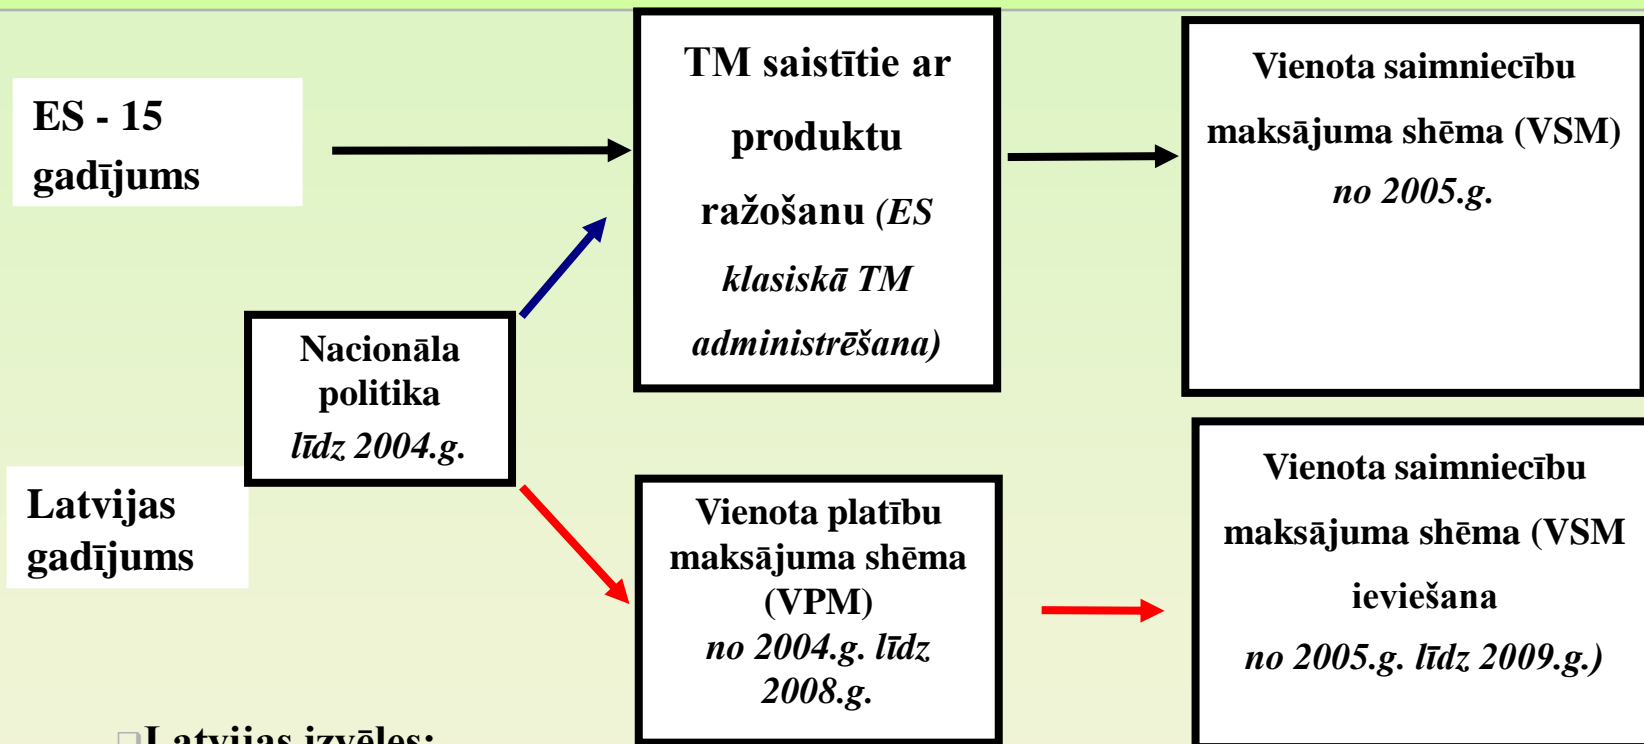 ES - 15
gadījums
TM saistītie ar
produktu
ražošanu (ES
klasiskā TM
administrēšana)
Vienota saimniecību
maksājuma shēma (VSM)
no 2005.g.
Nacionāla
politika
līdz 2004.g.
Latvijas
gadījums
Vienota platību
maksājuma shēma
(VPM)
no 2004.g. līdz
2008.g.
Vienota saimniecību
maksājuma shēma (VSM
ieviešana
no 2005.g. līdz 2009.g.)
Latvijas izvēles: